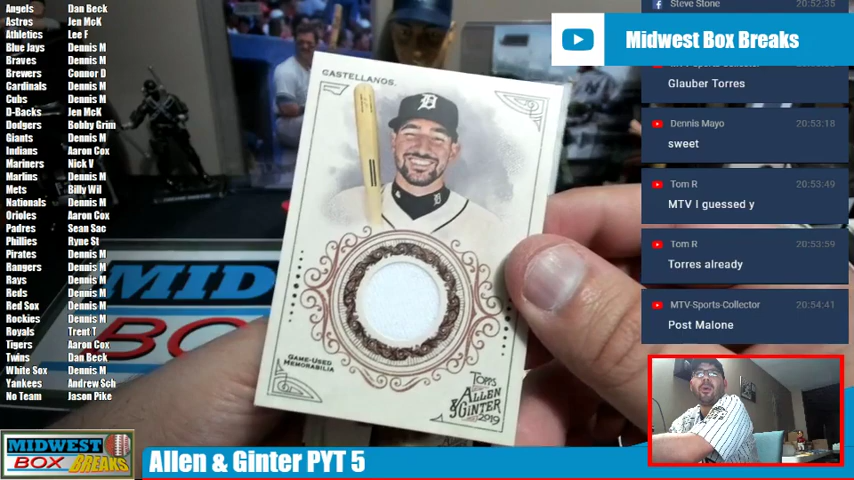 Angels Dan Beck
Astros Jen McK
Athletics Lee F
Blue Jays Dennis M
Braves Dennis M
Brewers Connor D
Cardinals Dennis M
Cubs Dennis M
D-Backs Jen McK
Dodgers Bobby Grim
Giants Dennis M
Indians Aaron Cox
Mariners Nick V
Marlins Dennis M
Mets Billy Wil
Nationals Dennis M
Orioles Aaron Cox
Padres Sean Sac
Phillies Ryne St
Pirates Dennis M
Rangers Dennis M
Rays Dennis M
Reds Dennis M
Red Sox Dennis M
Rockies Dennis M
Royals Trent T
Tigers Aaron Cox
Twins Dan Beck
White Sox Dennis M
Yankees Andrew Sch
No Team Jason Pike
MIDWEST
BOX BREAKS
Allen & Ginter PYT 5
MID
BOX
CASTELLANOS
D
GAME-USED
MEMORABILIA
TOPPS
ALLEN
& GINTER
2019
Steve Stone 20:52:35
Midwest Box Breaks
Glauber Torres
Dennis Mayo 20:53:18
sweet
Tom R 20:53:49
MTV I guessed y
Tom R 20:53:59
Torres already
MTV-Sports-Collector 20:54:41
Post Malone